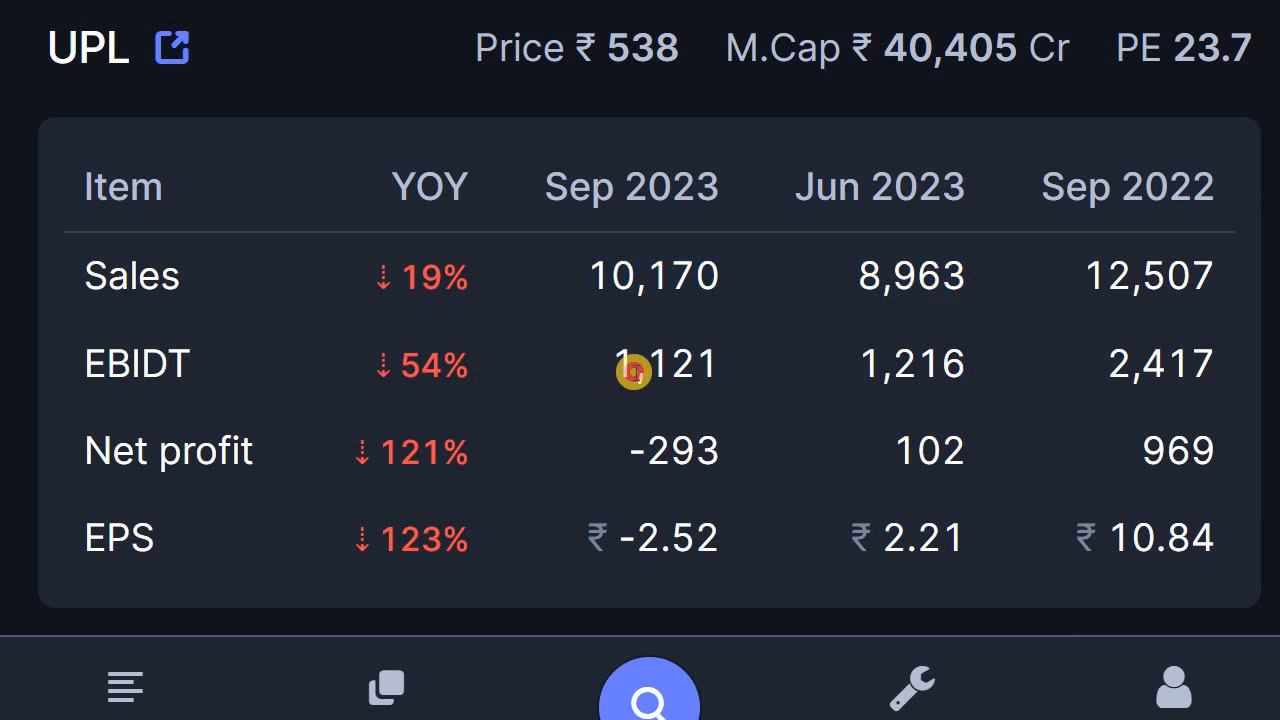 UPL Price ₹ 538 M.Cap ₹ 40,405 Cr PE 23.7
Item YOY Sep 2023 Jun 2023 Sep 2022
Sales ⇣ 19% 10,170 8,963 12,507
EBIDT ⇣ 54% 1,121 1,216 2,417
Net profit ⇣ 121% -293 102 969
EPS ⇣ 123% ₹ -2.52 ₹ 2.21 ₹ 10.84